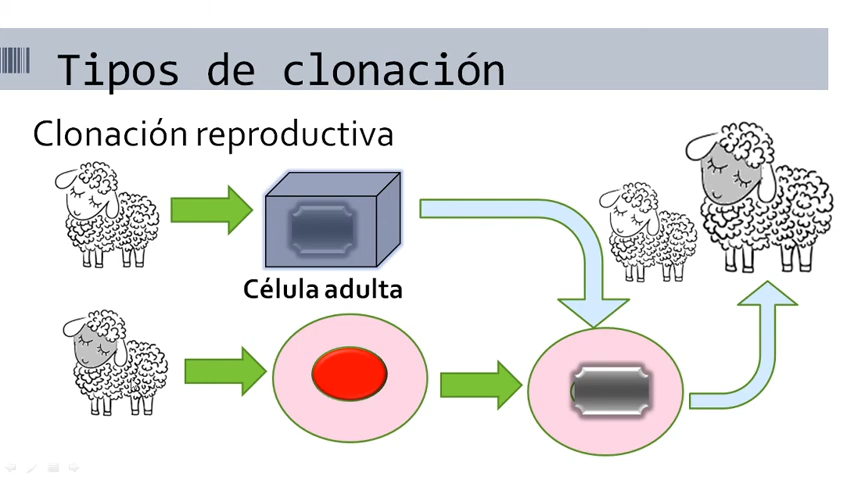 Tipos de clonación
Clonación reproductiva
Célula adulta